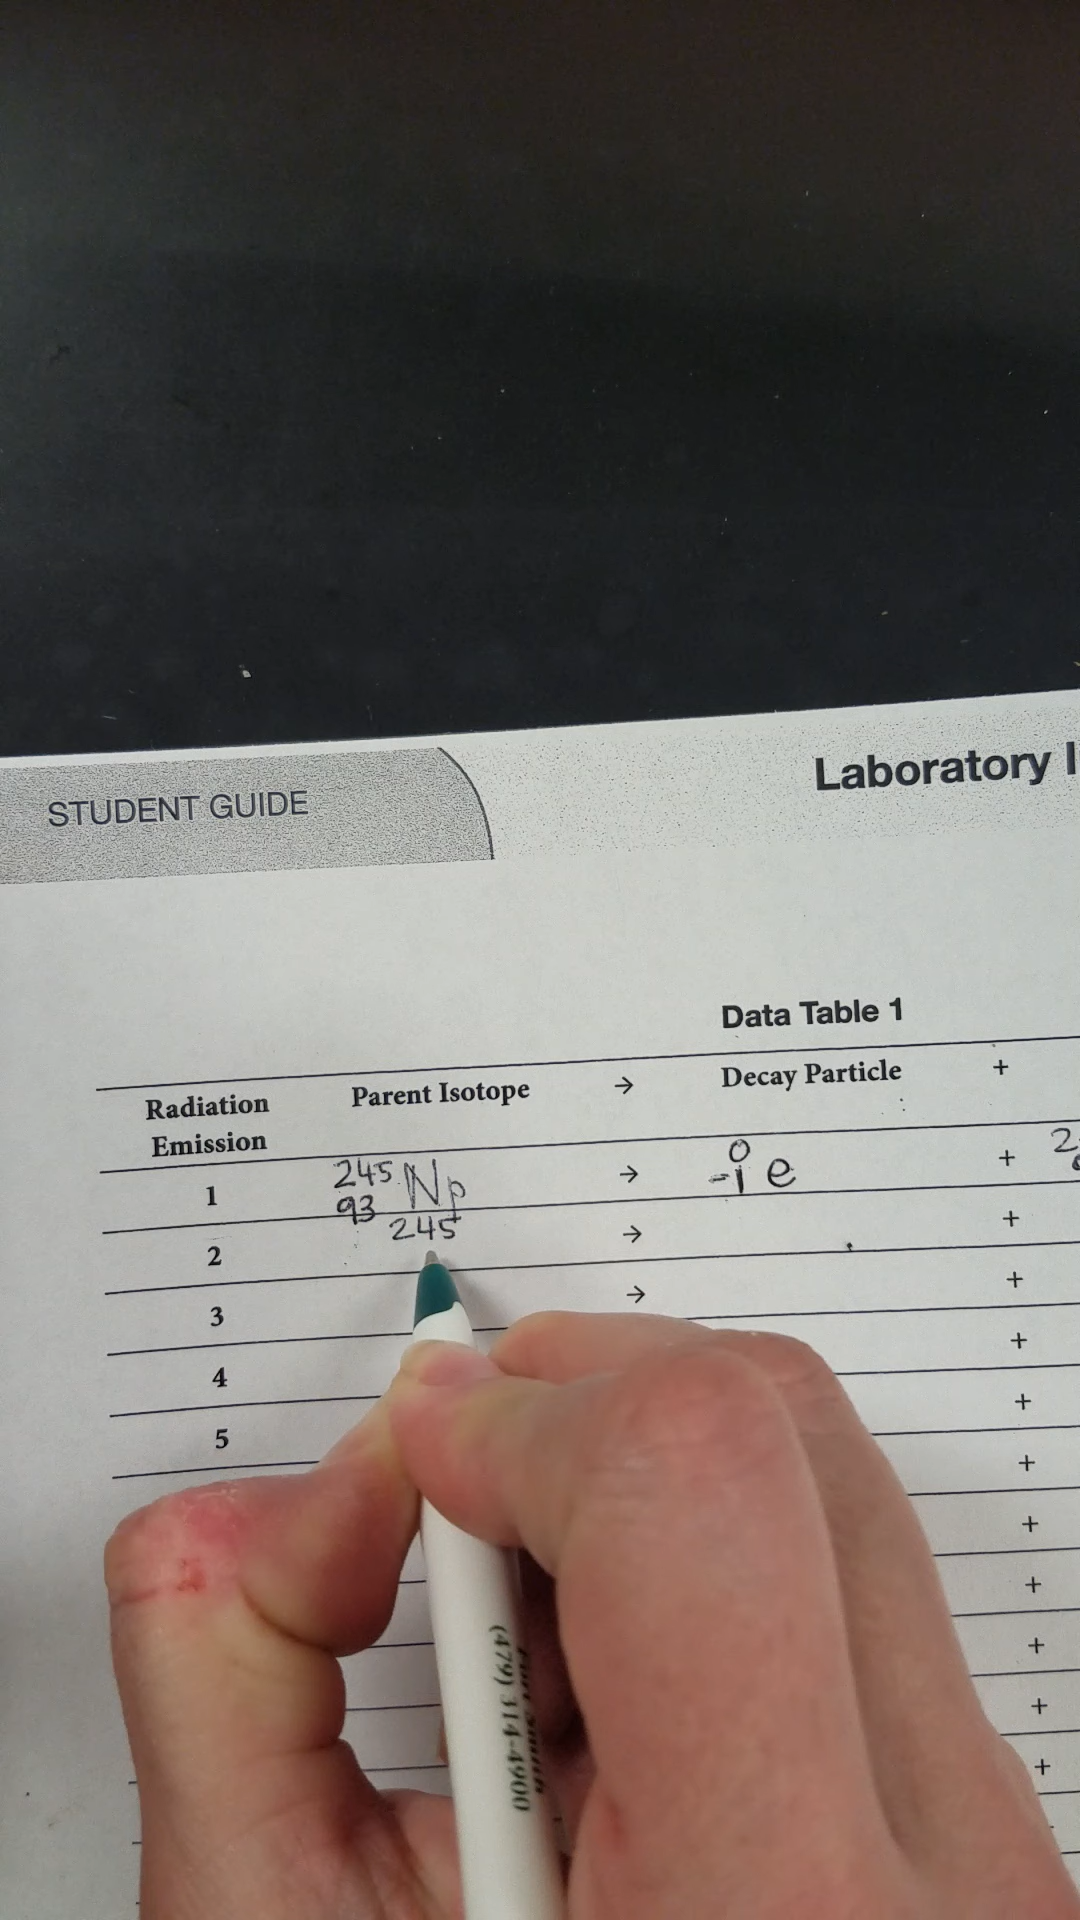 STUDENT GUIDE
Laboratory
Data Table 1
Radiation Emission Parent Isotope → Decay Particle +
1 245 93 Np → 0 -1 e + 2
2 245 → +
3 → +
4 +
5 +
+
+
+
+
+
+
(479) 314-4900